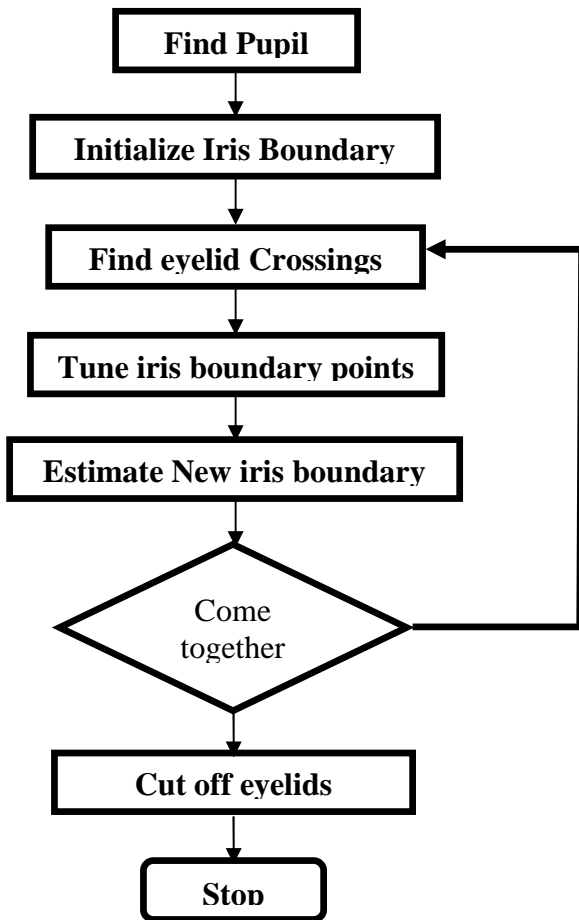 Find Pupil
Initialize Iris Boundary
Find eyelid Crossings
Tune iris boundary points
Estimate New iris boundary
Come
together
Cut off eyelids
Stop